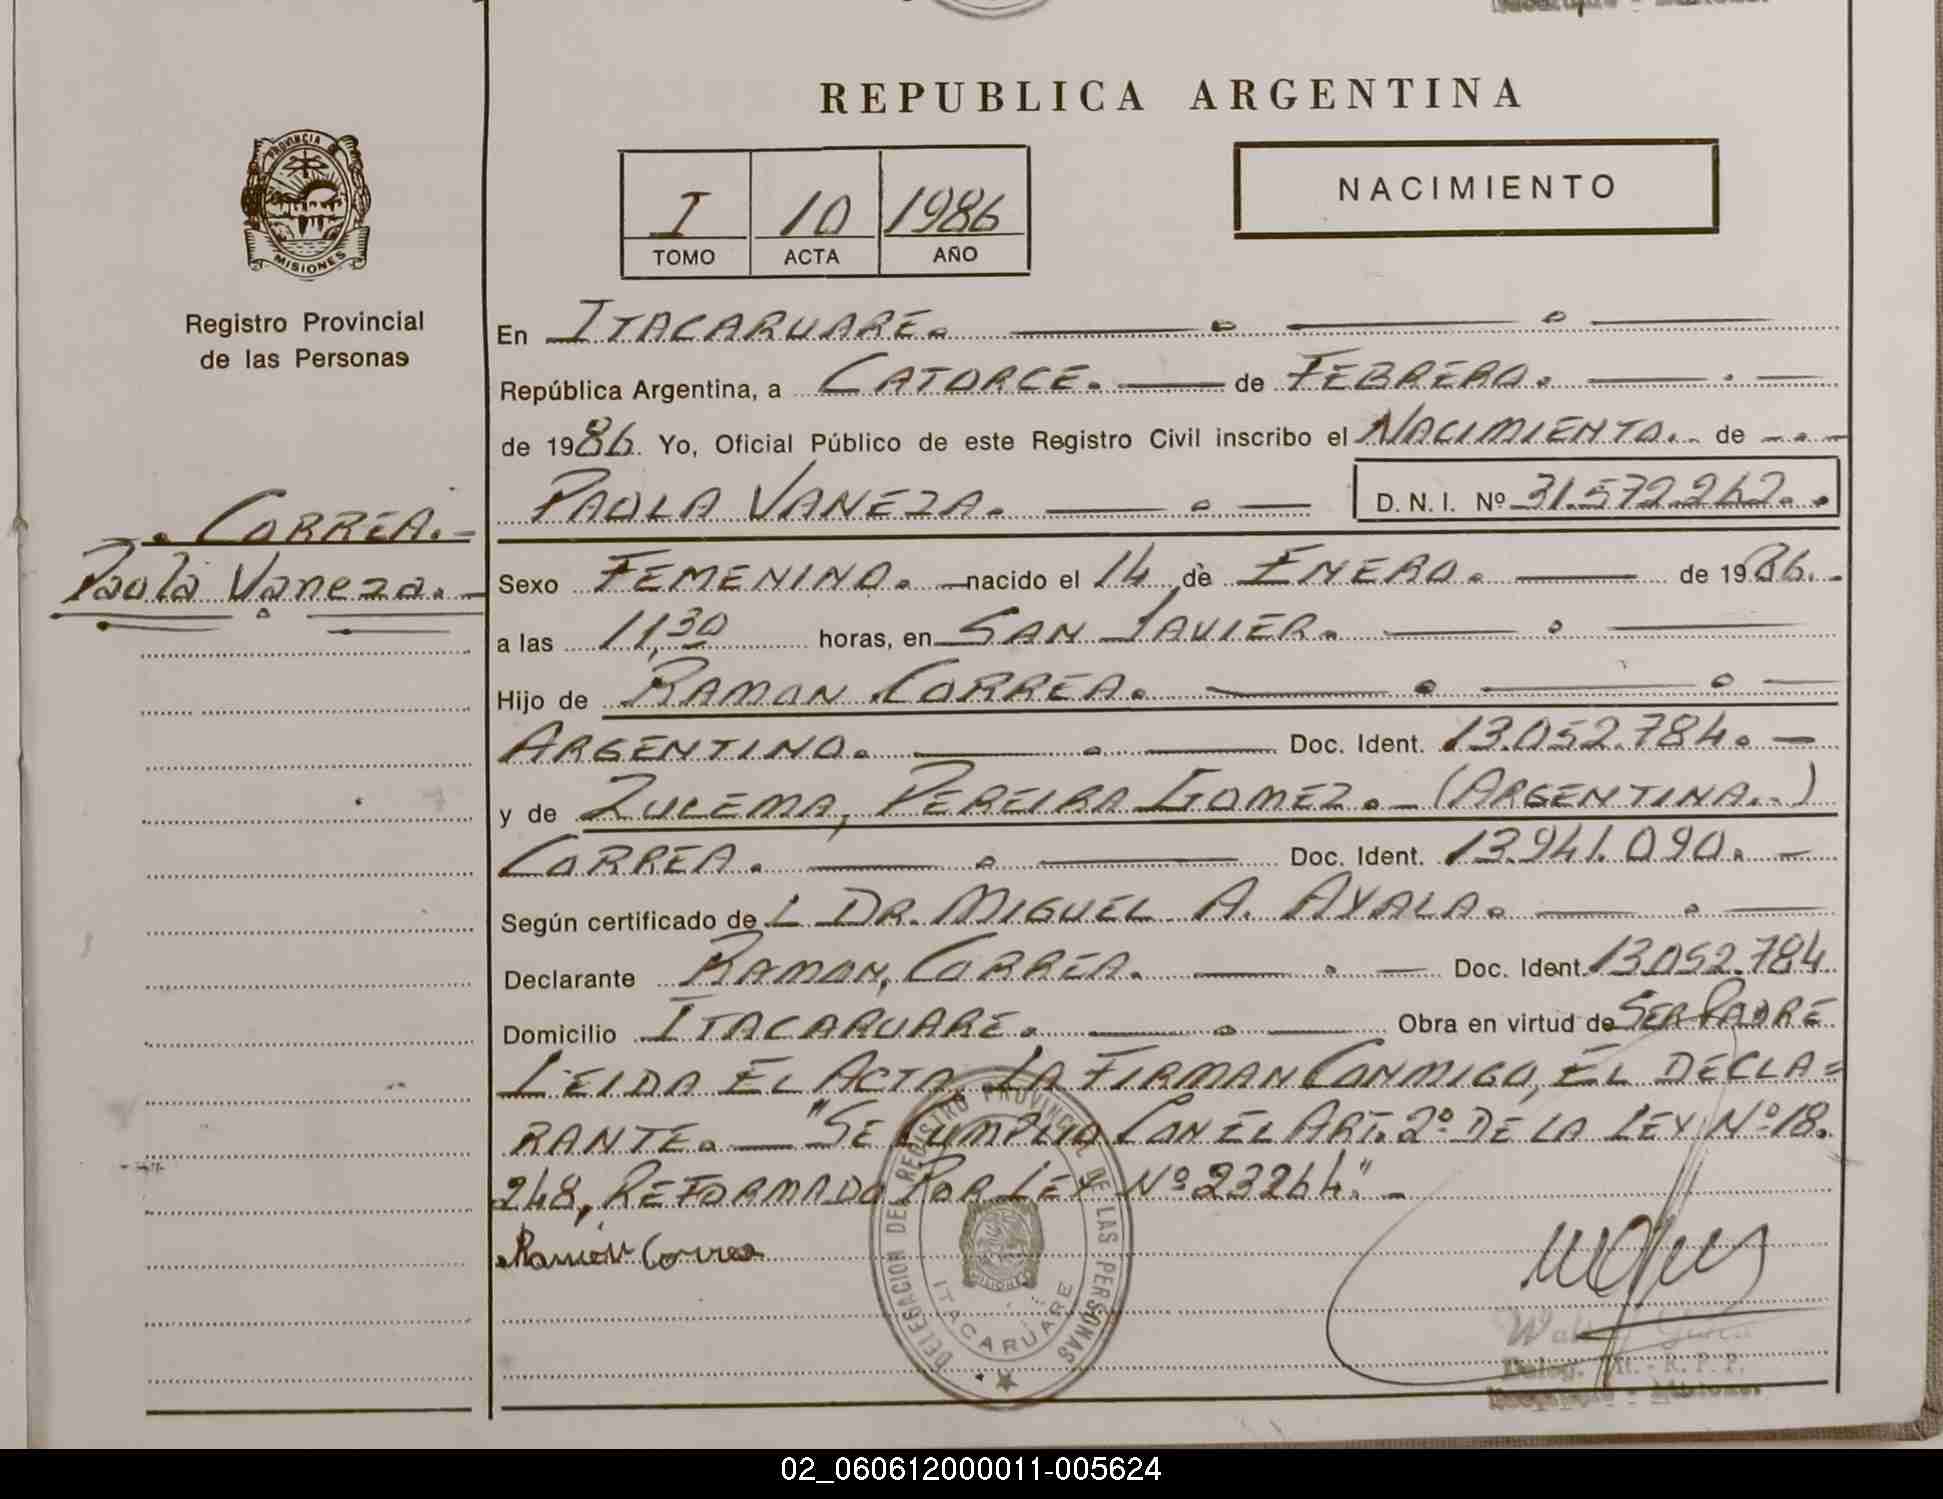 REPUBLICA ARGENTINA
PROVINCIA DE
MISIONES
I 10 1986
TOMO ACTA AÑO
NACIMIENTO
Registro Provincial
de las Personas
CORREA.-
Paola Vaneza.-
En ITACARUARE.
República Argentina, a CATORCE. de FEBRERO.
de 1986. Yo, Oficial Público de este Registro Civil inscribo el NACIMIENTO. de
PAOLA VANEZA. D. N. I. Nº 31.572.262.
Sexo FEMENINO. nacido el 14 de ENERO. de 1986.
a las 11,30 horas, en SAN JAVIER.
Hijo de RAMON CORREA.
ARGENTINO. Doc. Ident. 13.052.784.
y de ZULEMA, PEREIRA GOMEZ. (ARGENTINA.)
CORREA. Doc. Ident. 13.941.090.
Según certificado de L DR. MIGUEL A. AYALA.
Declarante RAMON, CORREA. Doc. Ident. 13.052.784
Domicilio ITACARUARE. Obra en virtud de SER PADRE
LEIDA EL ACTA, LA FIRMAN CONMIGO, EL DECLA=
RANTE. "SE CUMPLIO CON EL ART. 2º DE LA LEY Nº 18.
248, REFORMADO POR LEY Nº 23264".-
Ramón Correa
DELEGACION DEL REGISTRO PROVINCIAL DE LAS PERSONAS
MISIONES
ITACARUARE
R. P. P.
02_060612000011-005624